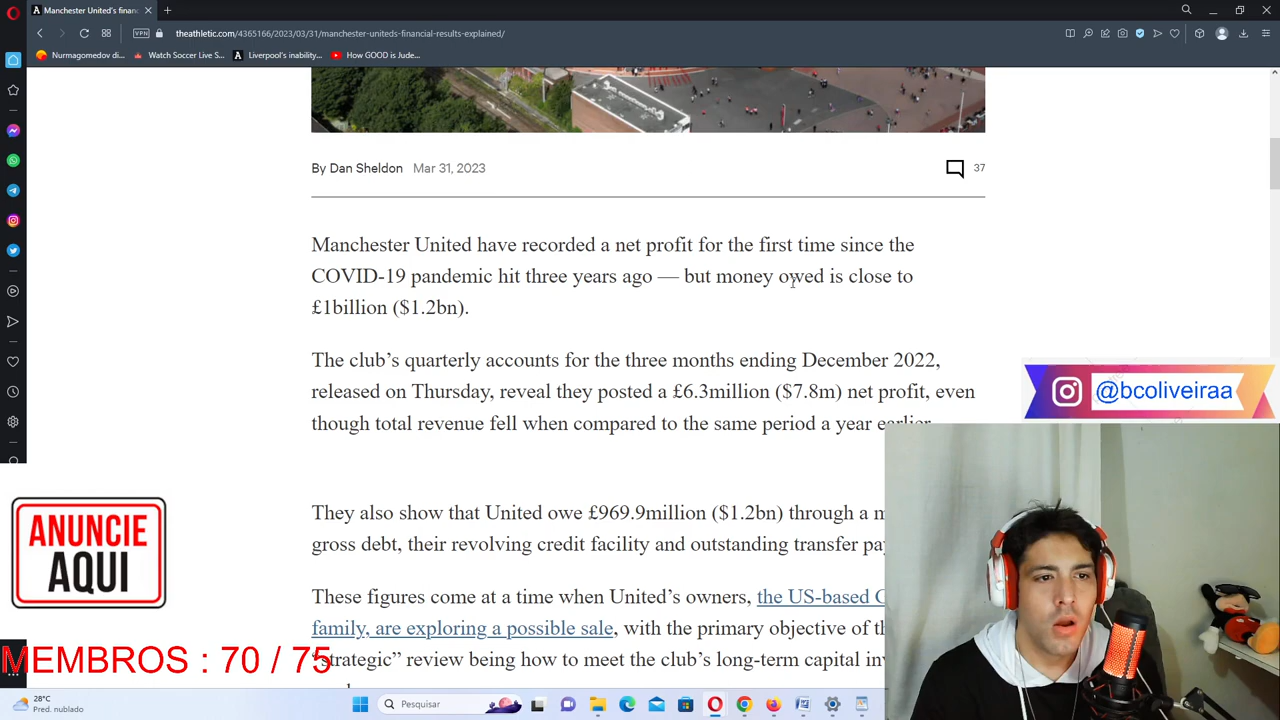 Manchester United's financ
theathletic.com/4365166/2023/03/31/manchester-uniteds-financial-results-explained/
VPN
Nurmagomedov di...
Watch Soccer Live S...
Liverpool's inability...
How GOOD is Jude...
By Dan Sheldon Mar 31, 2023
37
Manchester United have recorded a net profit for the first time since the
COVID-19 pandemic hit three years ago — but money owed is close to
£1billion ($1.2bn).
The club's quarterly accounts for the three months ending December 2022,
released on Thursday, reveal they posted a £6.3million ($7.8m) net profit, even
though total revenue fell when compared to the same period a year earlier.
@bcoliveiraa
They also show that United owe £969.9million ($1.2bn) through a
gross debt, their revolving credit facility and outstanding transfer
These figures come at a time when United's owners, the US-based
family, are exploring a possible sale, with the primary objective of
"strategic" review being how to meet the club's long-term capital
ANUNCIE
AQUI
MEMBROS : 70 / 75
28°C
Pred. nublado
Pesquisar